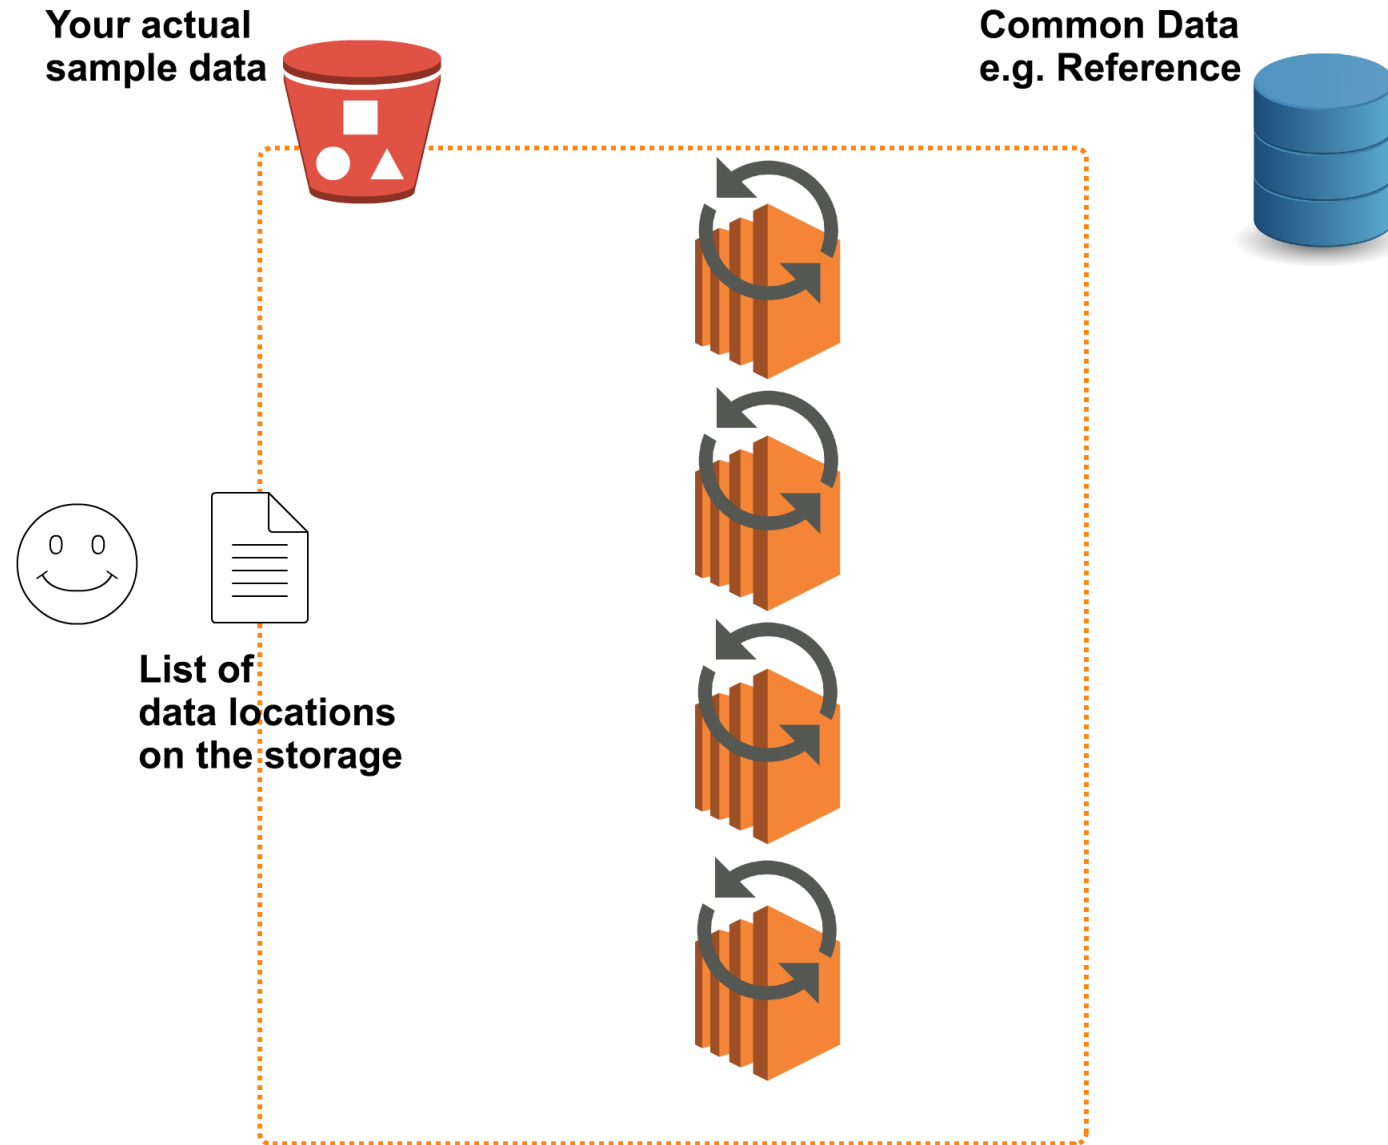 Your actual
sample data
Common Data
e.g. Reference
List of
data locations
on the storage